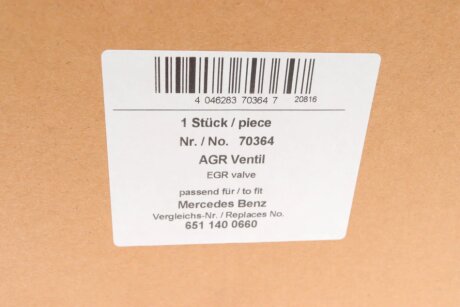 4 046283 70364 7 20816
1 Stück / piece
Nr. / No. 70364
AGR Ventil
EGR valve
passend für / to fit
Mercedes Benz
Vergleichs-Nr. / Replaces No.
651 140 0660